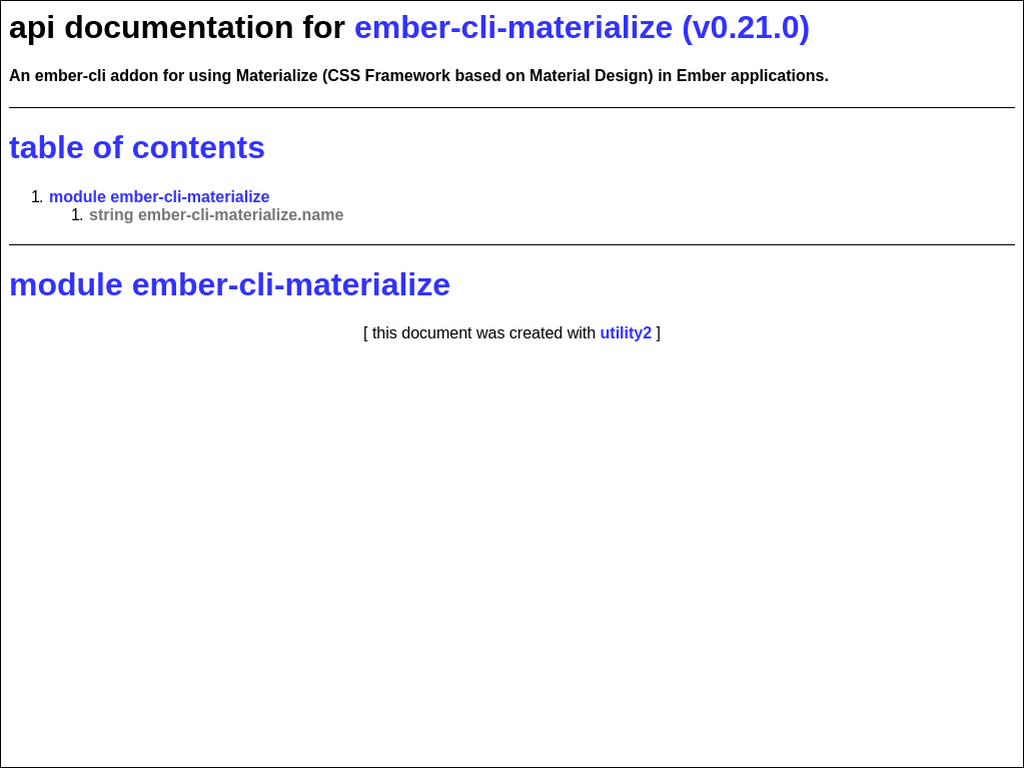 api documentation for ember-cli-materialize (v0.21.0)
An ember-cli addon for using Materialize (CSS Framework based on Material Design) in Ember applications.
table of contents
1. module ember-cli-materialize
1. string ember-cli-materialize.name
module ember-cli-materialize
[ this document was created with utility2 ]